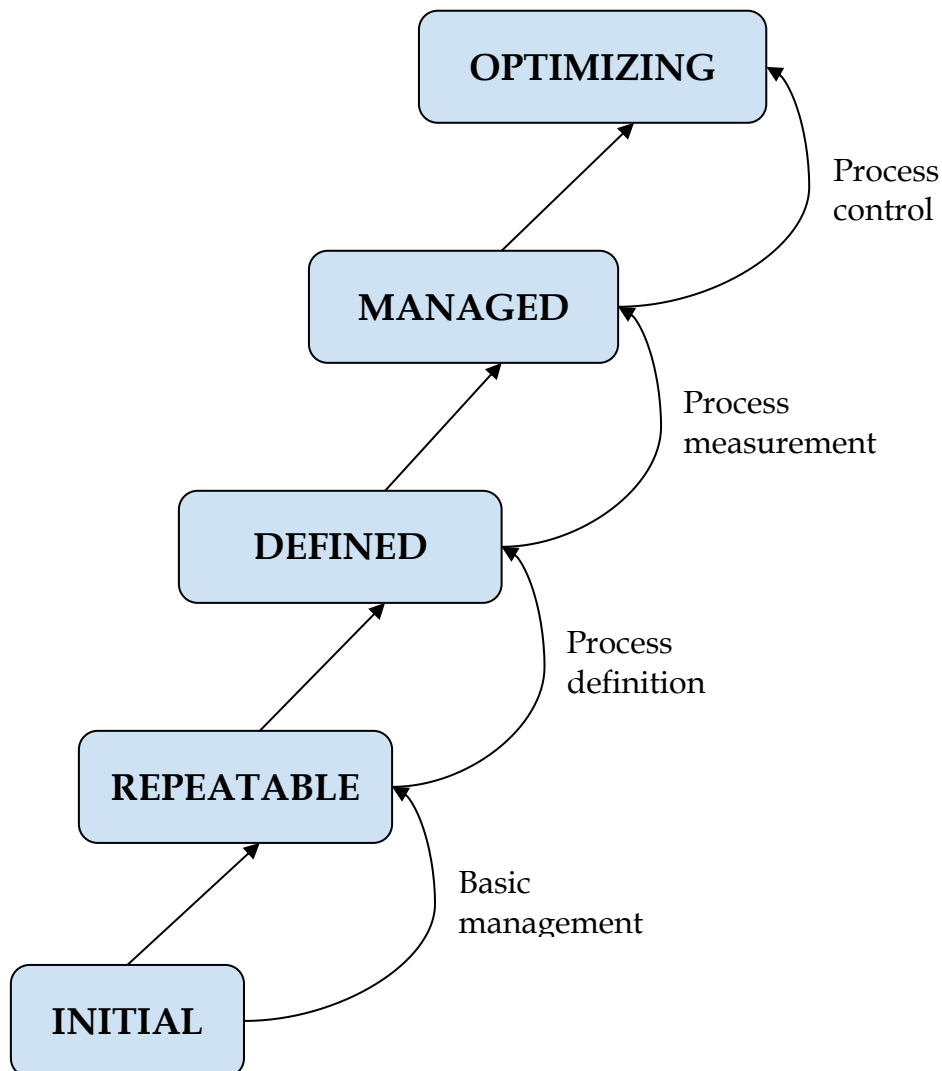 OPTIMIZING
Process
control
MANAGED
Process
measurement
DEFINED
Process
definition
REPEATABLE
Basic
management
INITIAL